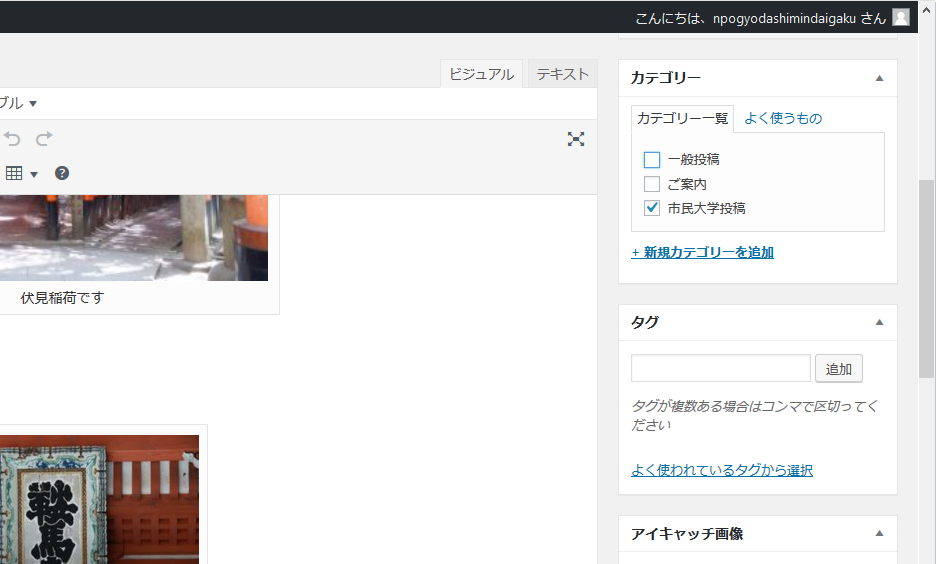 こんにちは、npogyodashimindaigaku さん
ビジュアル
テキスト
ブル
伏見稲荷です
鞍馬
カテゴリー
カテゴリー一覧
よく使うもの
一般投稿
ご案内
市民大学投稿
+ 新規カテゴリーを追加
タグ
追加
タグが複数ある場合はコンマで区切ってく
ださい
よく使われているタグから選択
アイキャッチ画像